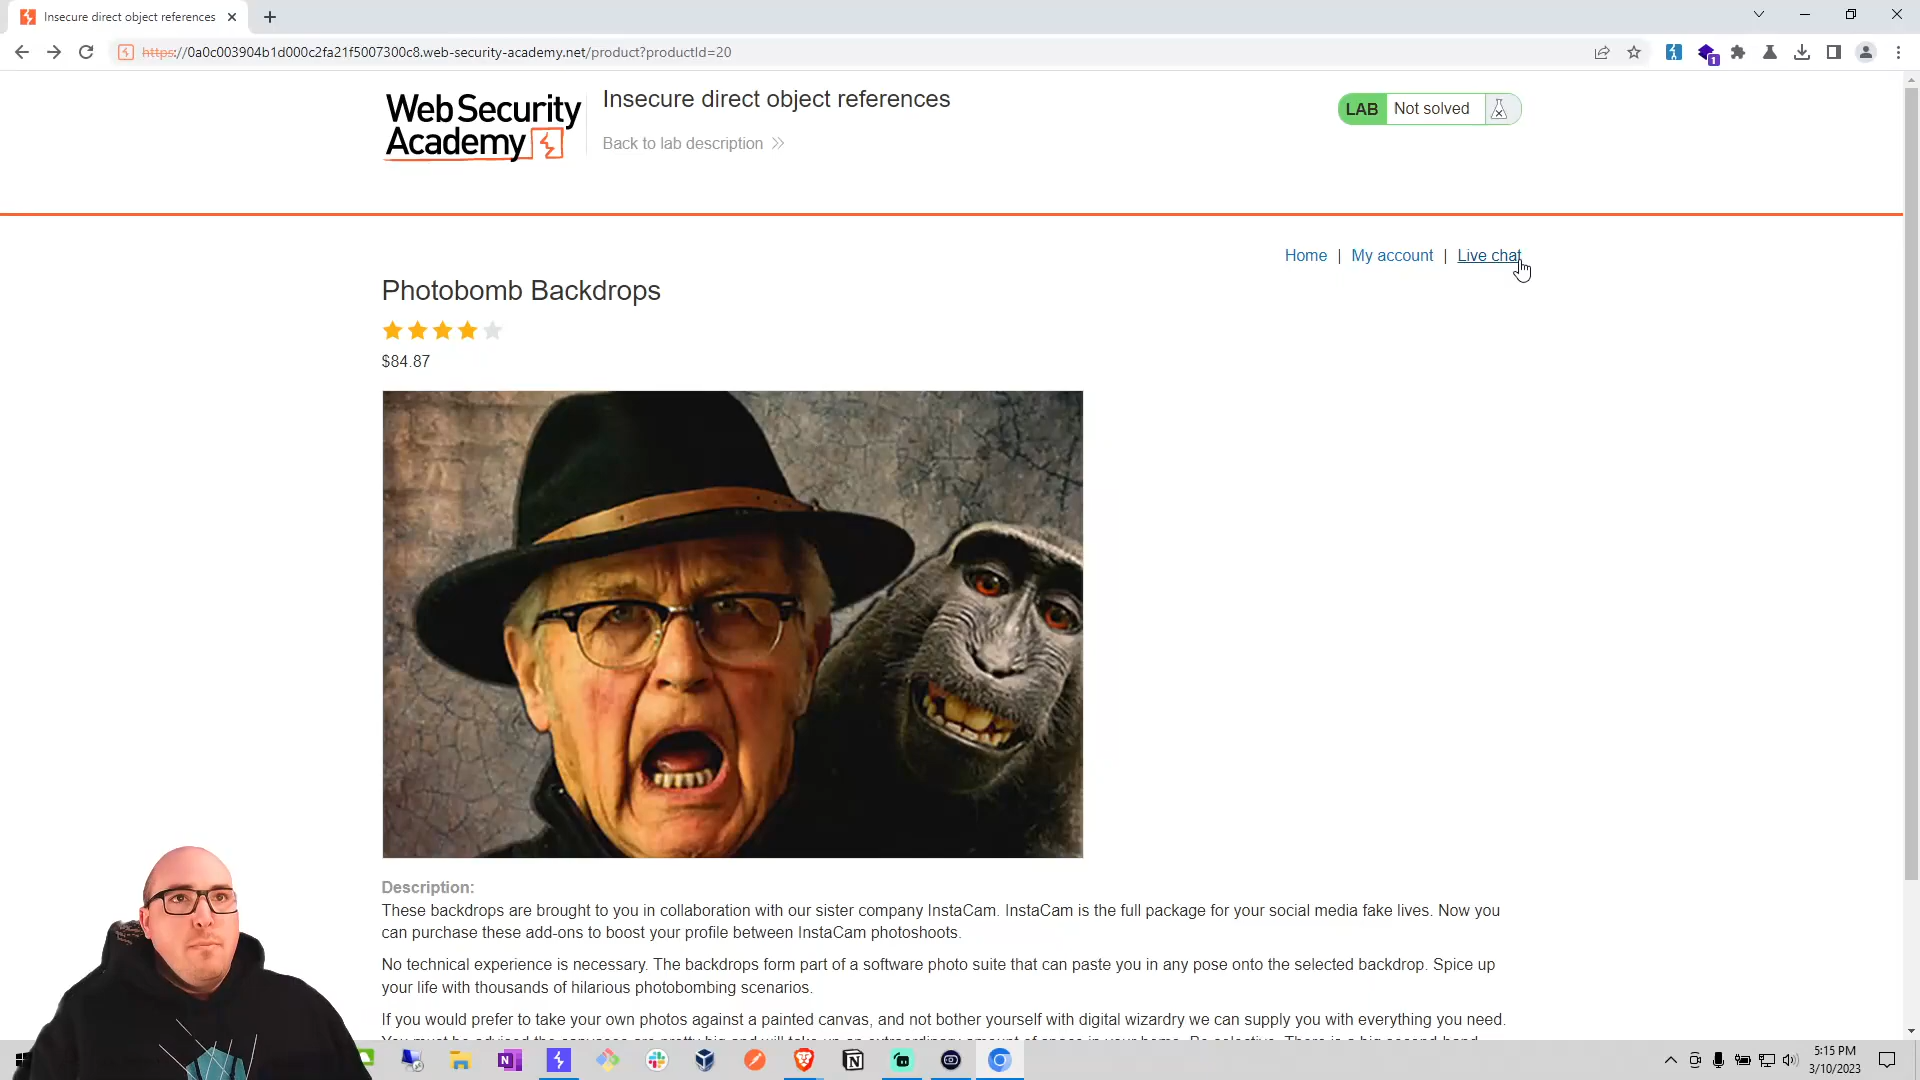 Insecure direct object references
https://0a0c003904b1d000c2fa21f5007300c8.web-security-academy.net/product?productId=20
1
Web Security
Academy
Insecure direct object references
Back to lab description
LAB Not solved
Home | My account | Live chat
Photobomb Backdrops
$84.87
Description:
These backdrops are brought to you in collaboration with our sister company InstaCam. InstaCam is the full package for your social media fake lives. Now you
can purchase these add-ons to boost your profile between InstaCam photoshoots.
No technical experience is necessary. The backdrops form part of a software photo suite that can paste you in any pose onto the selected backdrop. Spice up
your life with thousands of hilarious photobombing scenarios.
If you would prefer to take your own photos against a painted canvas, and not bother yourself with digital wizardry we can supply you with everything you need.
5:15 PM
3/10/2023